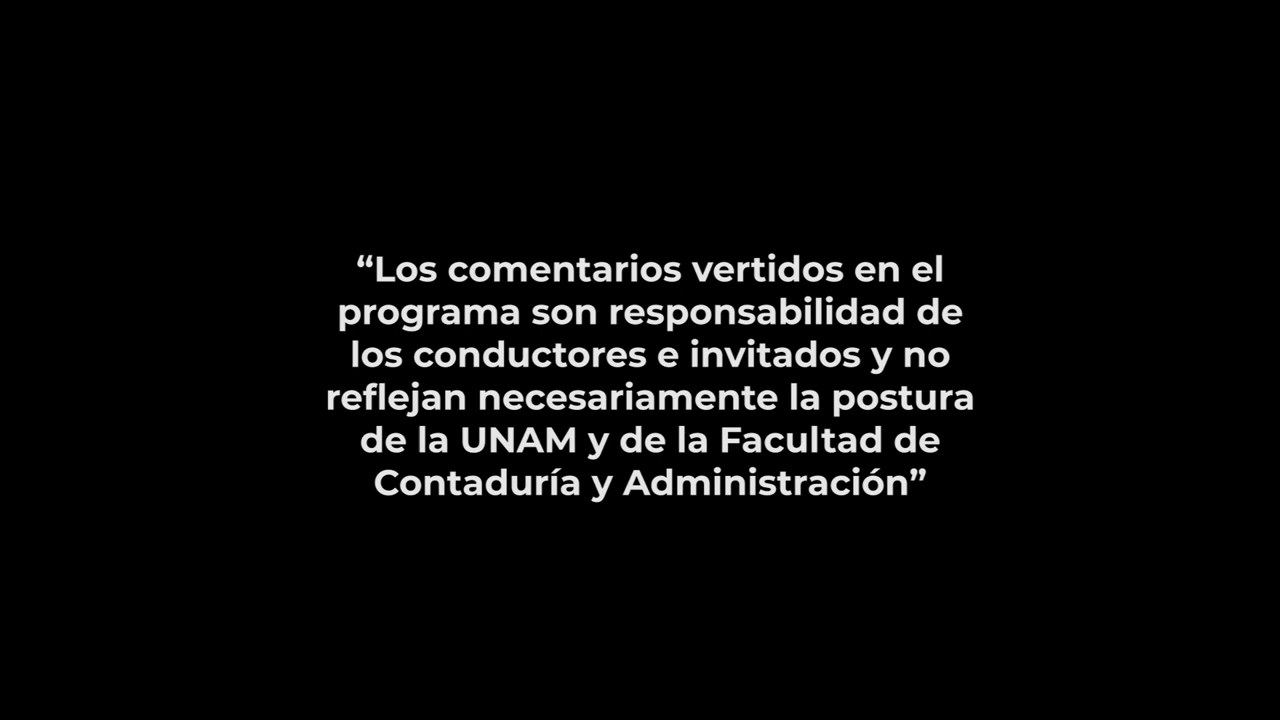 “Los comentarios vertidos en el
programa son responsabilidad de
los conductores e invitados y no
reflejan necesariamente la postura
de la UNAM y de la Facultad de
Contaduría y Administración”